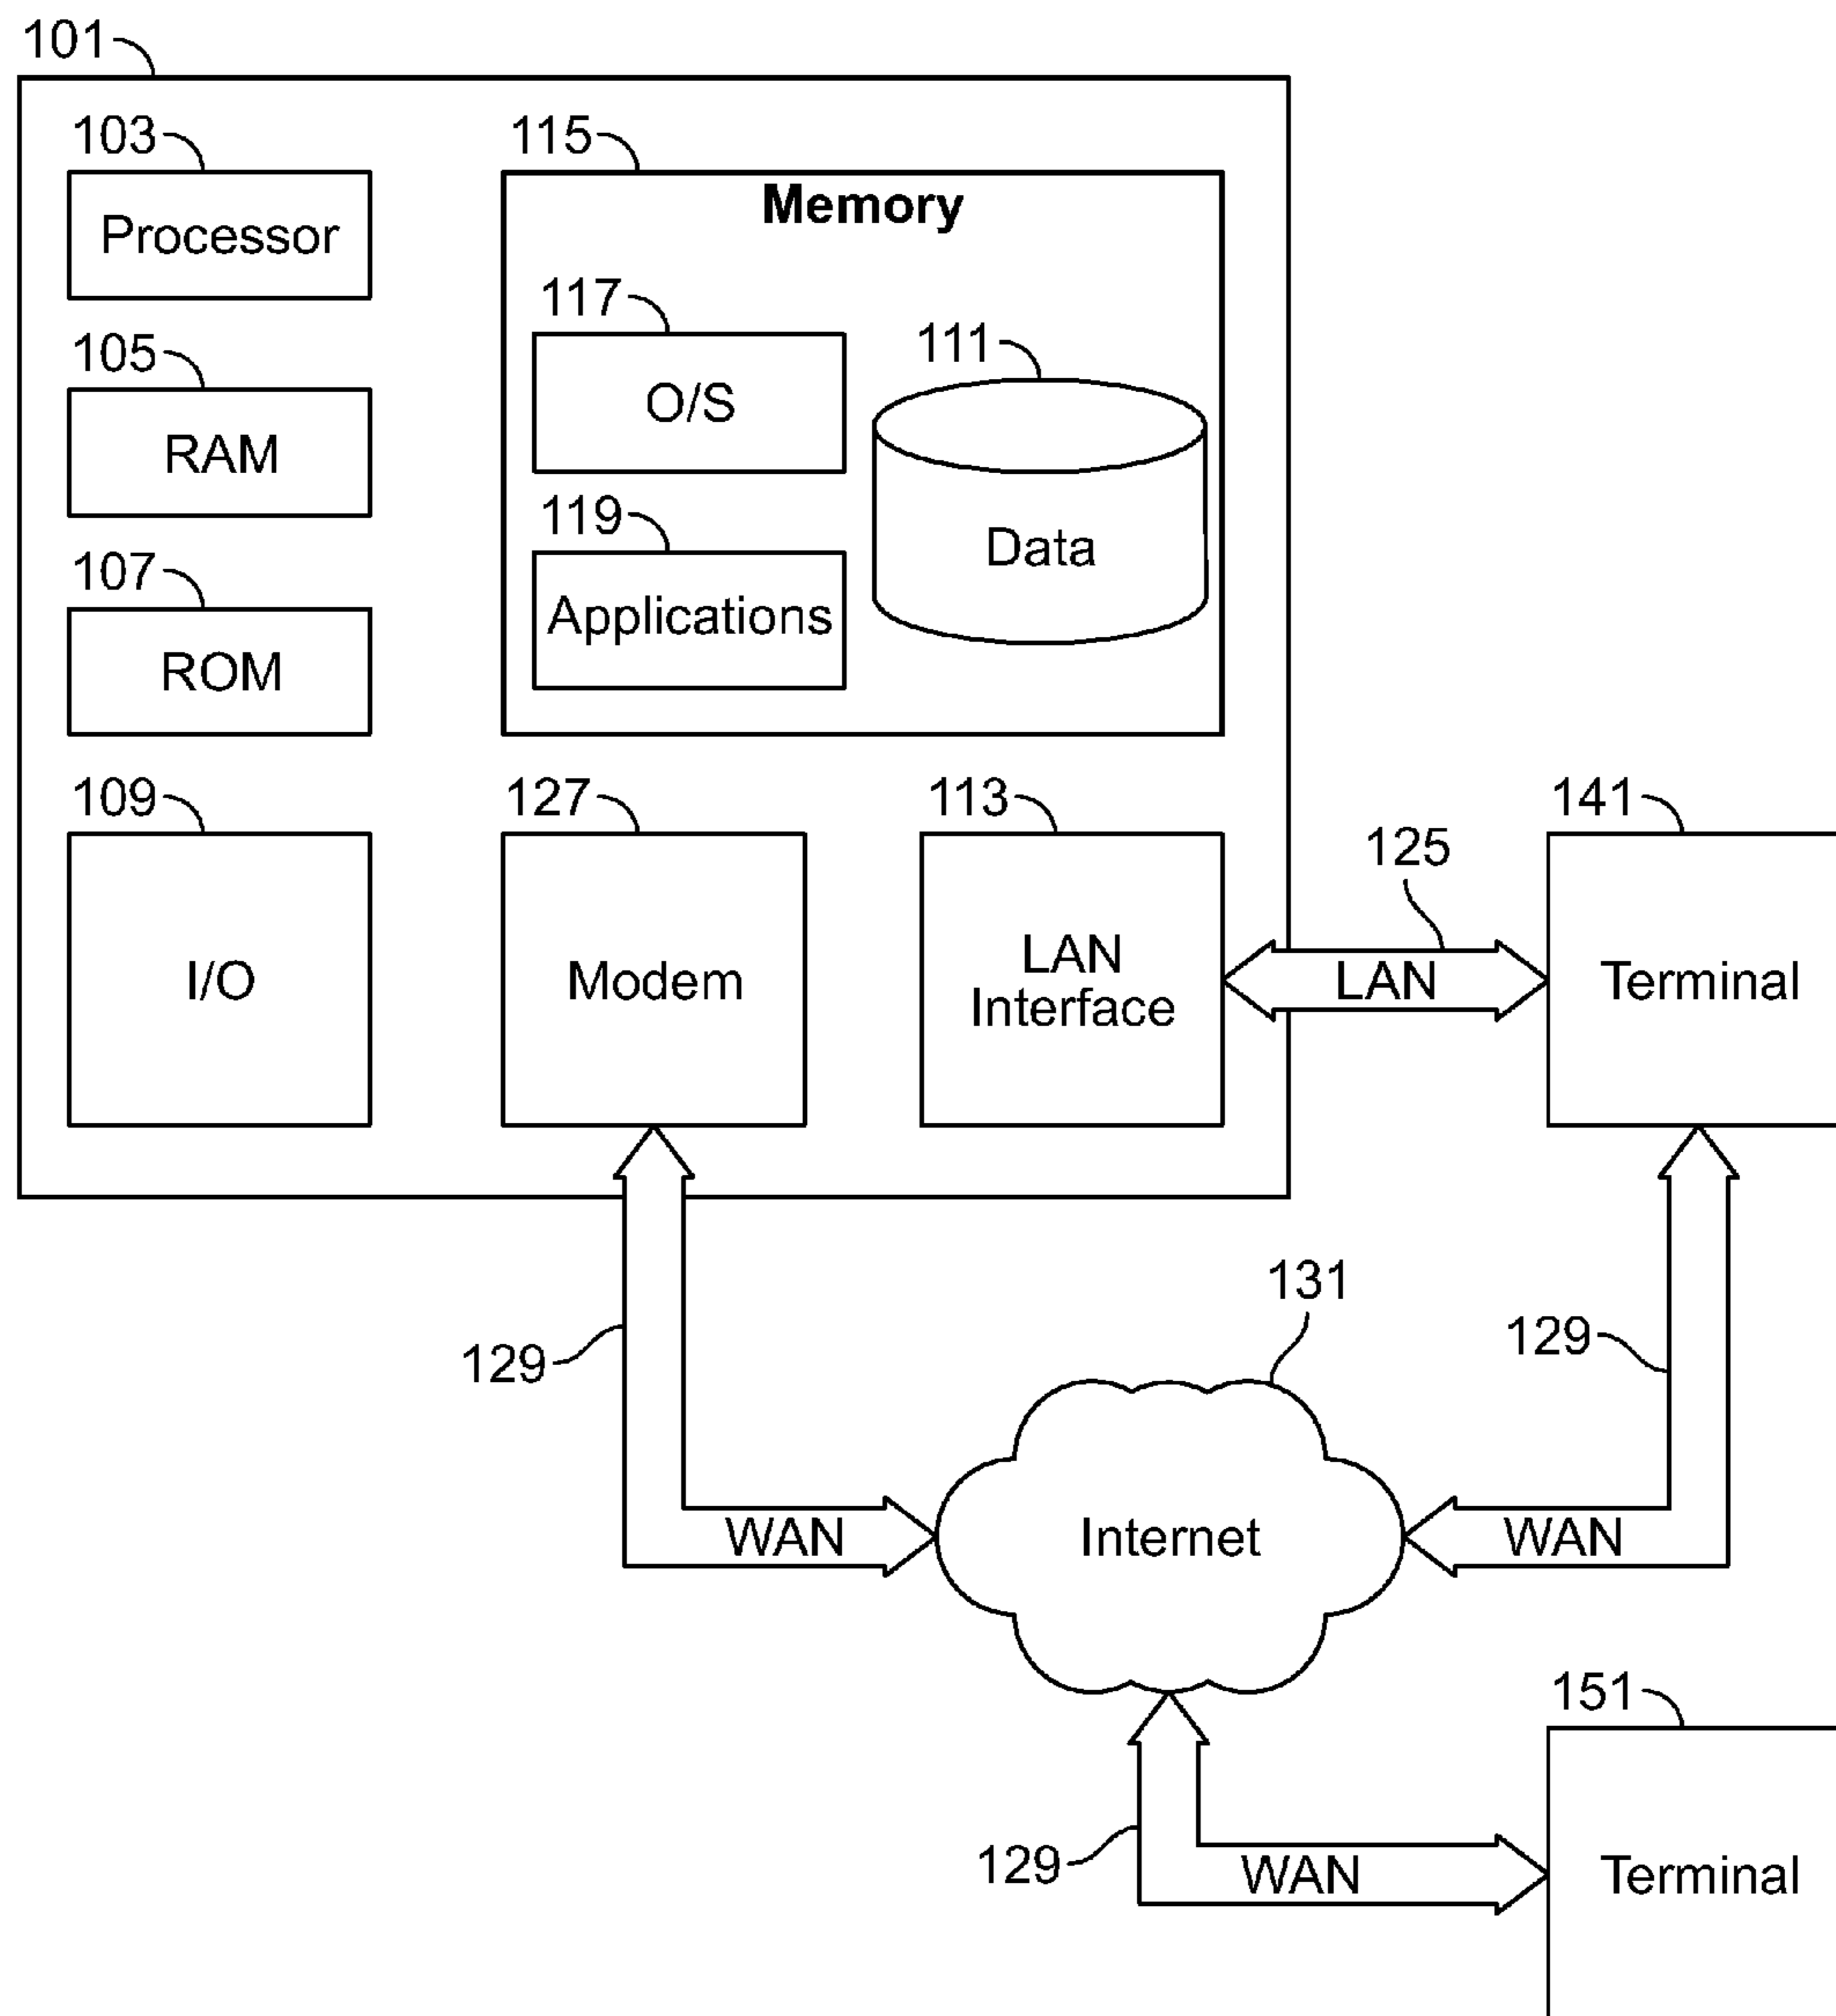 101
103
Processor
105
RAM
107
ROM
115
Memory
117
O/S
111
Data
119
Applications
109
I/O
127
Modem
113
LAN
Interface
125
LAN
141
Terminal
129
WAN
131
Internet
129
WAN
129
WAN
151
Terminal